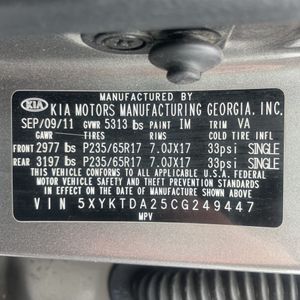 MANUFACTURED BY
KIA KIA MOTORS MANUFACTURING GEORGIA, INC.
SEP/09/11 GVWR 5313 lbs PAINT IM TRIM VA
GAWR TIRES RIMS COLD TIRE INFL
FRONT 2977 lbs P235/65R17 7.0JX17 33psi SINGLE
REAR 3197 lbs P235/65R17 7.0JX17 33psi SINGLE
THIS VEHICLE CONFORMS TO ALL APPLICABLE U.S.A FEDERAL
MOTOR VEHICLE SAFETY AND THEFT PREVENTION STANDARDS
IN EFFECT ON THE DATE OF MANUFACTURE SHOWN ABOVE
VIN 5XYKTDA25CG249447
MPV